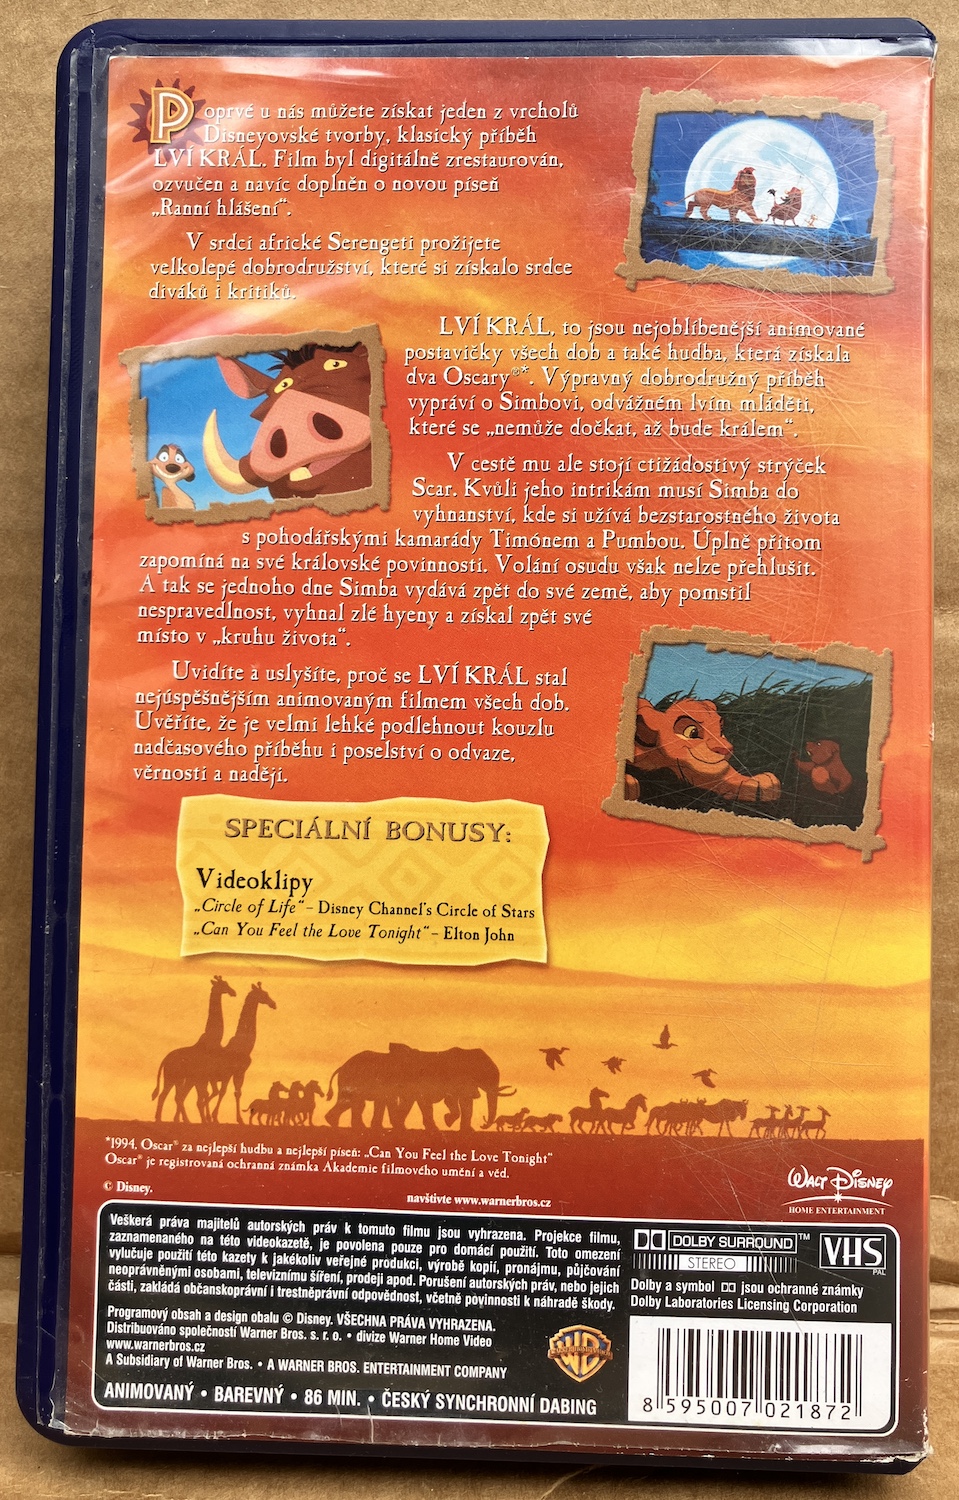 Poprvé u nás můžete získat jeden z vrcholů
Disneyovské tvorby, klasický příběh
LVÍ KRÁL. Film byl digitálně zrestaurován,
ozvučen a navíc doplněn o novou píseň
„Ranní hlášení“.
V srdci africké Serengeti prožijete
velkolepé dobrodružství, které si získalo srdce
diváků i kritiků.
LVÍ KRÁL, to jsou nejoblíbenější animované
postavičky všech dob a také hudba, která získala
dva Oscary®*. Výpravný dobrodružný příběh
vypráví o Simbovi, odvážném lvím mláděti,
které se „nemůže dočkat, až bude králem“.
V cestě mu ale stojí ctižádostivý strýček
Scar. Kvůli jeho intrikám musí Simba do
vyhnanství, kde si užívá bezstarostného života
s pohodářskými kamarády Timónem a Pumbou. Úplně přitom
zapomíná na své královské povinnosti. Volání osudu však nelze přehlušit.
A tak se jednoho dne Simba vydává zpět do své země, aby pomstil
nespravedlnost, vyhnal zlé hyeny a získal zpět své
místo v „kruhu života“.
Uvidíte a uslyšíte, proč se LVÍ KRÁL stal
nejúspěšnějším animovaným filmem všech dob.
Uvěříte, že je velmi lehké podlehnout kouzlu
nadčasového příběhu i poselství o odvaze,
věrnosti a naději.
SPECIÁLNÍ BONUSY:
Videoklipy
„Circle of Life“ – Disney Channel's Circle of Stars
„Can You Feel the Love Tonight“ – Elton John
*1994. Oscar® za nejlepší hudbu a nejlepší píseň: „Can You Feel the Love Tonight“
Oscar® je registrovaná ochranná známka Akademie filmového umění a věd.
© Disney.
navštivte www.warnerbros.cz
WALT DISNEY
HOME ENTERTAINMENT
Veškerá práva majitelů autorských práv k tomuto filmu jsou vyhrazena. Projekce filmu,
zaznamenaného na této videokazetě, je povolena pouze pro domácí použití. Toto omezení
vylučuje použití této kazety k jakékoliv veřejné produkci, výrobě kopií, pronájmu, půjčování
neoprávněnými osobami, televiznímu šíření, prodeji apod. Porušení autorských práv, nebo jejich
části, zakládá občanskoprávní i trestněprávní odpovědnost, včetně povinnosti k náhradě škody.
Programový obsah a design obalu © Disney. VŠECHNA PRÁVA VYHRAZENA.
Distribuováno společností Warner Bros. s. r. o. • divize Warner Home Video
www.warnerbros.cz
A Subsidiary of Warner Bros. • A WARNER BROS. ENTERTAINMENT COMPANY
ANIMOVANÝ • BAREVNÝ • 86 MIN. • ČESKÝ SYNCHRONNÍ DABING
DOLBY SURROUND™
STEREO
VHS
PAL
Dolby a symbol jsou ochranné známky
Dolby Laboratories Licensing Corporation
8 595007 021872